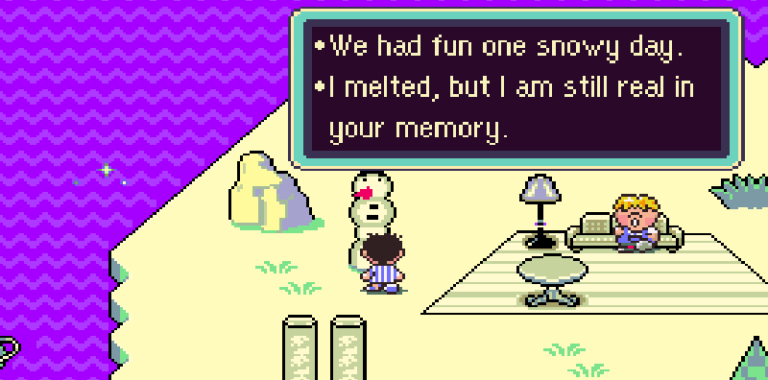 •We had fun one snowy day.
•I melted, but I am still real in
your memory.